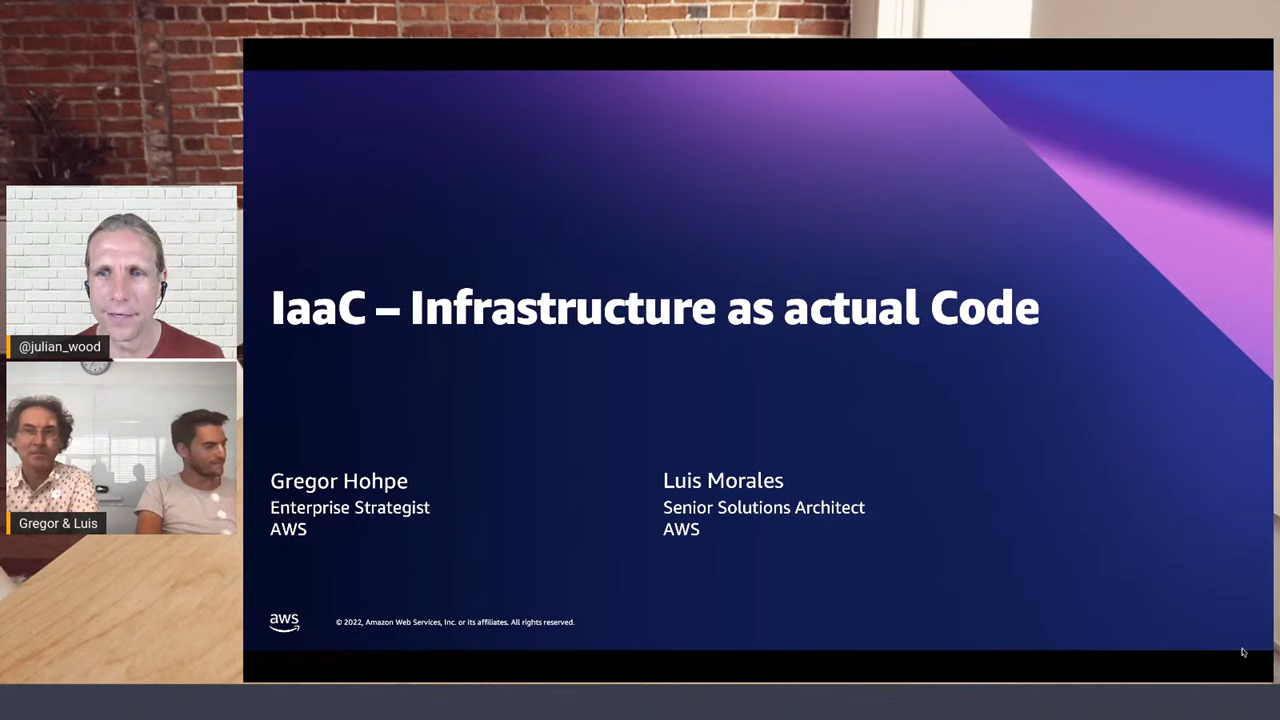 @julian_wood
Gregor & Luis
IaaC – Infrastructure as actual Code
Gregor Hohpe
Enterprise Strategist
AWS
Luis Morales
Senior Solutions Architect
AWS
aws
© 2022, Amazon Web Services, Inc. or its affiliates. All rights reserved.